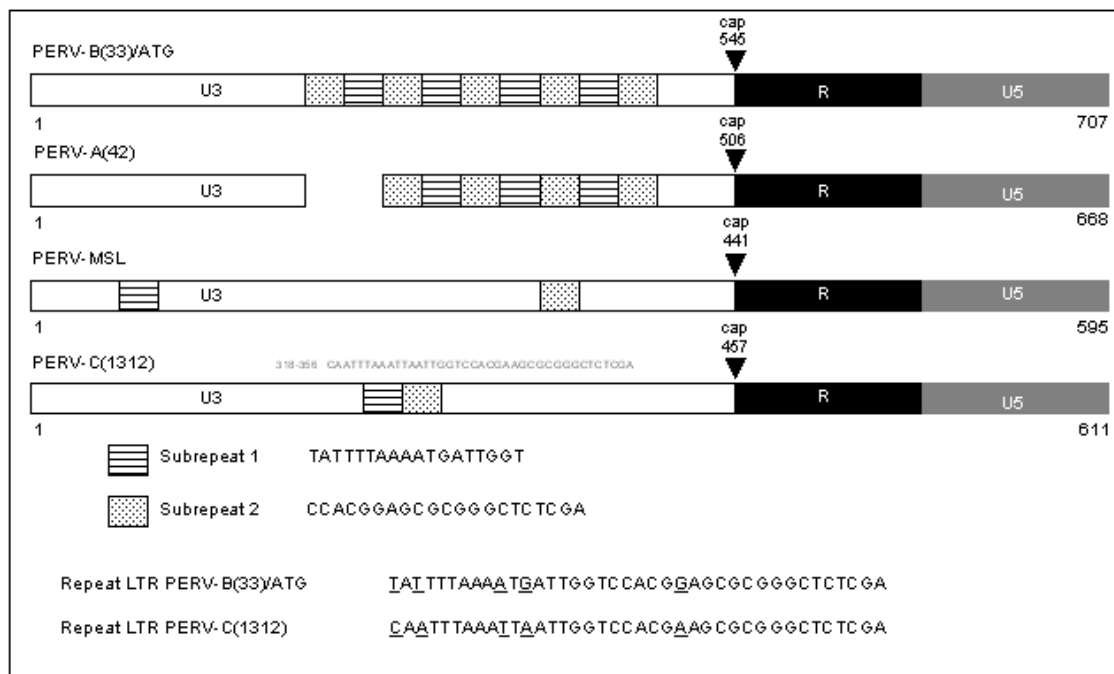 cap
545
PERV-B(33)/ATG
U3
R
U5
1
707
cap
506
PERV-A(42)
U3
R
U5
1
668
cap
441
PERV-MSL
U3
R
U5
1
595
cap
457
PERV-C(1312)
318-356 CAATTTAAATTAATTGGTCCACGAAGCGCGGGCTCTCGA
U3
R
U5
1
611
Subrepeat 1 TATTTTAAAATGATTGGT
Subrepeat 2 CCACGGAGCGCGGGCTCTCGA
Repeat LTR PERV-B(33)/ATG TATTTTAAAATGATTGGTCCACGGAGCGCGGGCTCTCGA
Repeat LTR PERV-C(1312) CAATTTAAATTAATTGGTCCACGAAGCGCGGGCTCTCGA